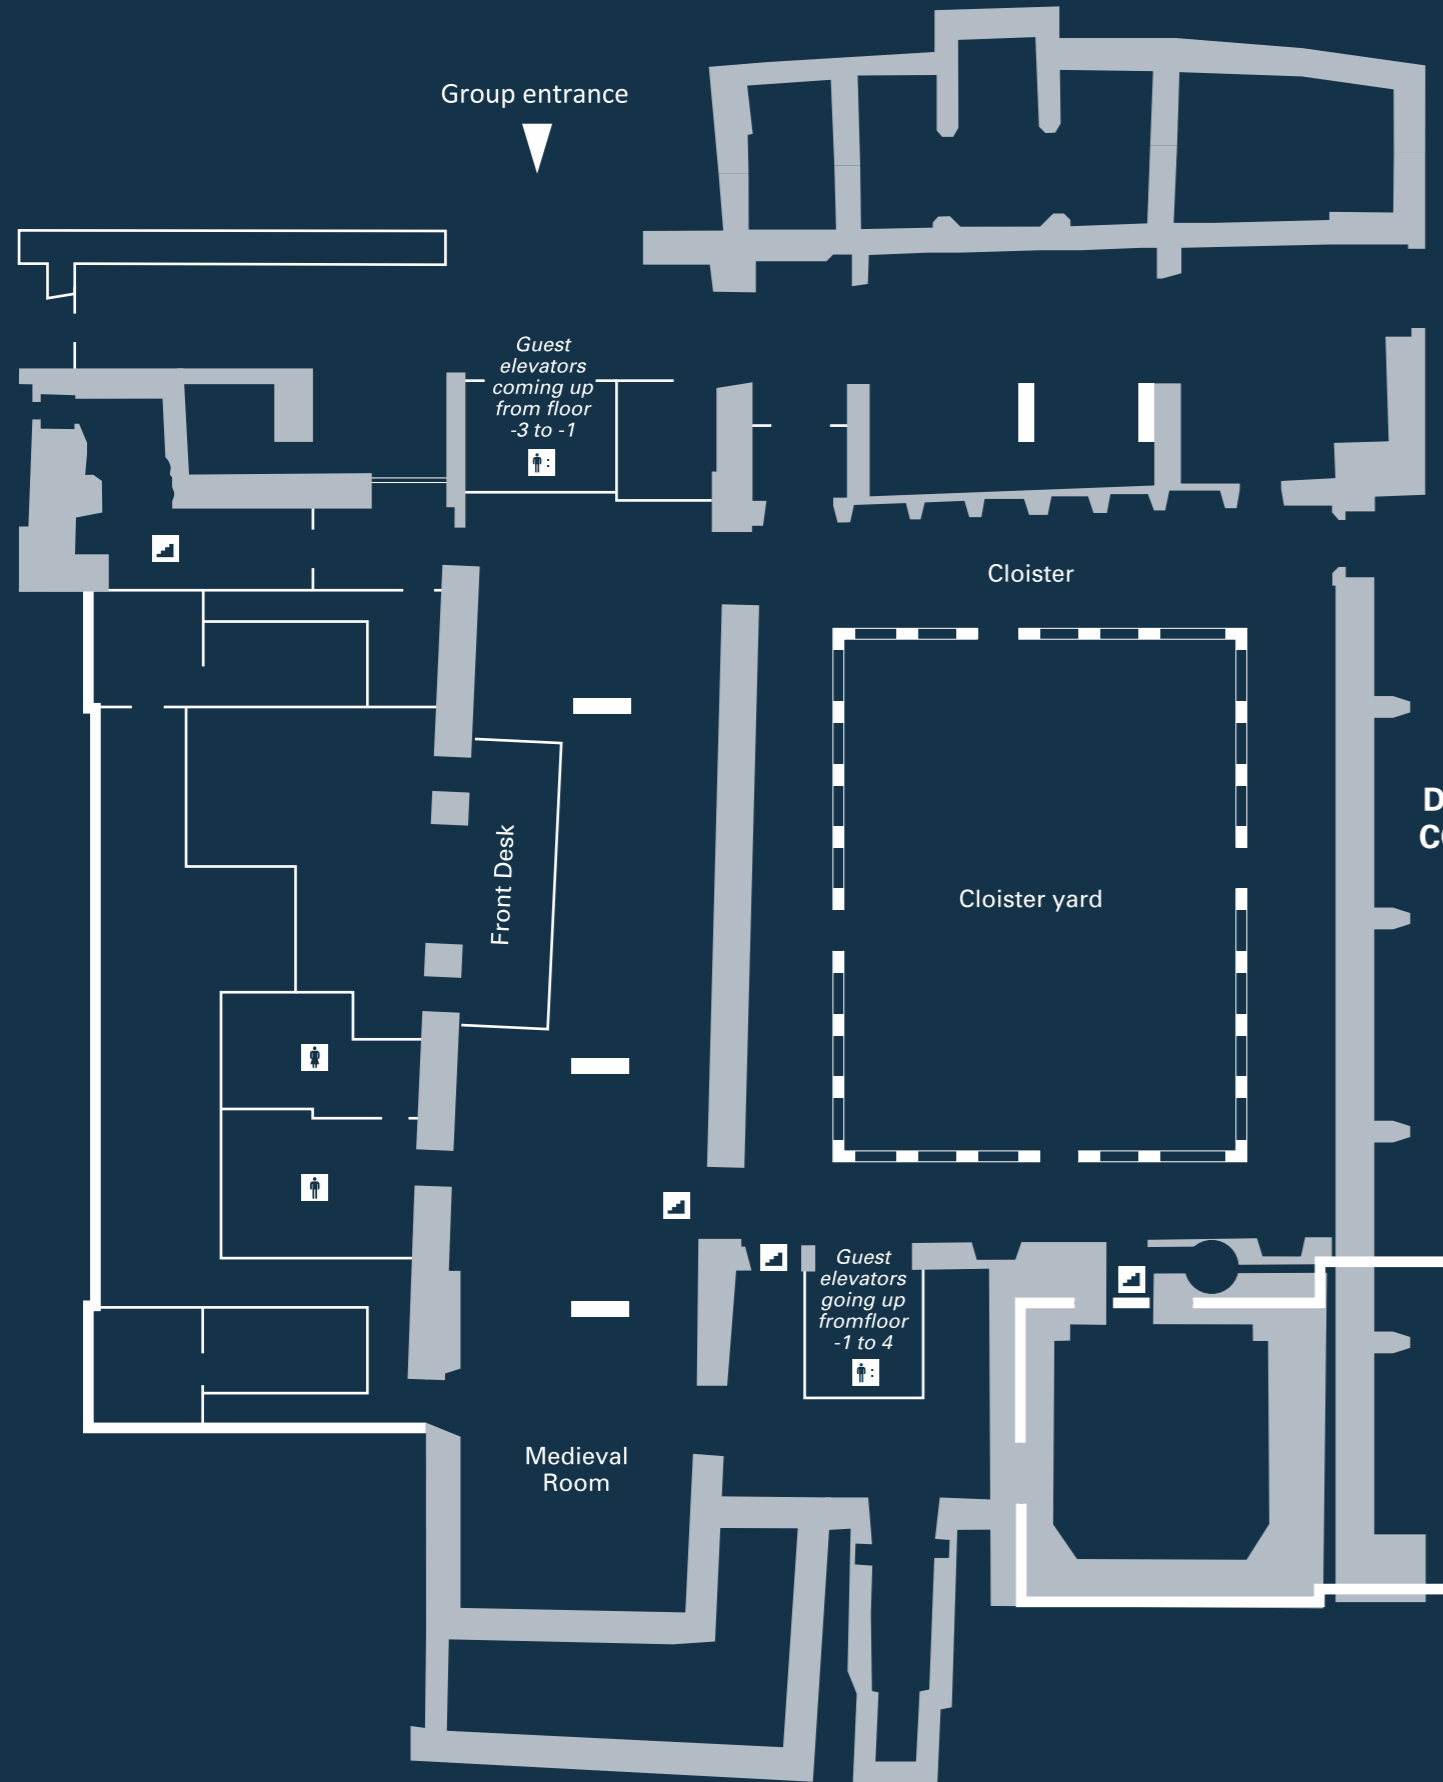 Group entrance
Guest
elevators
coming up
from floor
-3 to -1
Cloister
Front Desk
Cloister yard
Guest
elevators
going up
fromfloor
-1 to 4
Medieval
Room